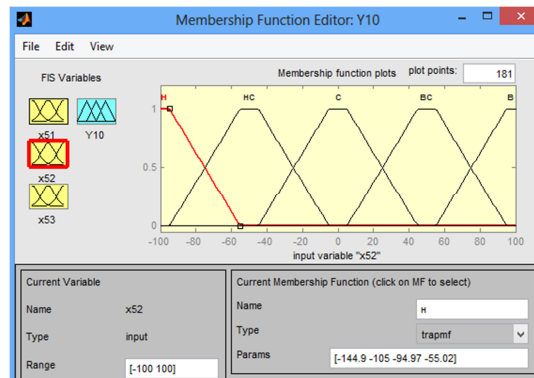 Membership Function Editor: Y10
File Edit View
FIS Variables
Membership function plots plot points: 181
x51
Y10
x52
x53
H HC C BC B
1
0.5
0
-100 -80 -60 -40 -20 0 20 40 60 80 100
input variable "x52"
Current Variable
Name x52
Type input
Range [-100 100]
Current Membership Function (click on MF to select)
Name н
Type trapmf
Params [-144.9 -105 -94.97 -55.02]